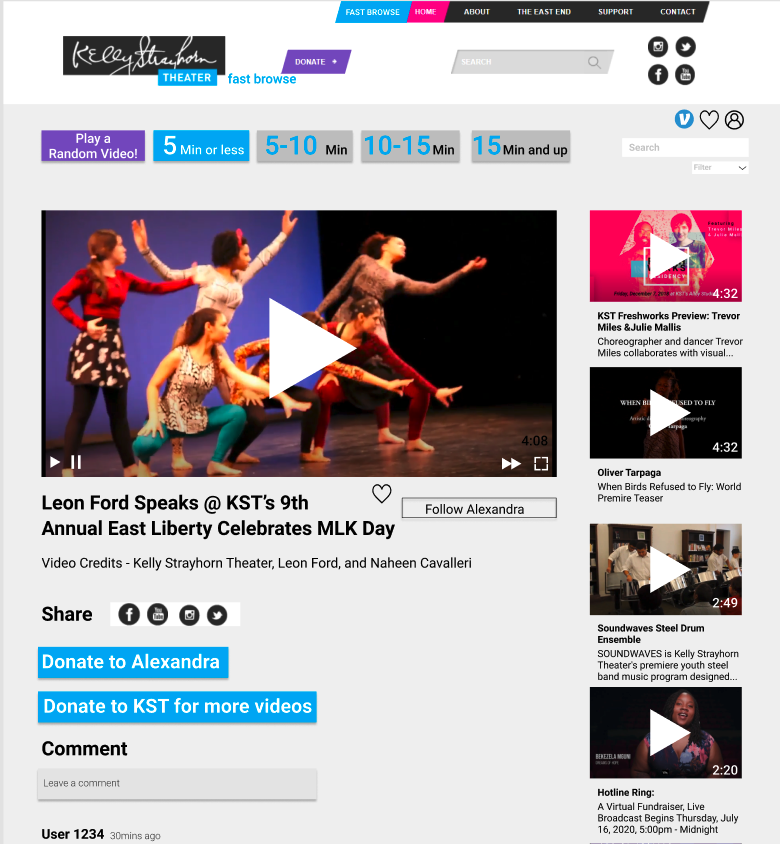 FAST BROWSE
HOME
ABOUT
THE EAST END
SUPPORT
CONTACT
Kelly Strayhorn
THEATER
fast browse
DONATE
SEARCH
Play a
Random Video!
5 Min or less
5-10 Min
10-15 Min
15 Min and up
Search
Filter
4:08
Leon Ford Speaks @ KST's 9th
Annual East Liberty Celebrates MLK Day
Follow Alexandra
Video Credits - Kelly Strayhorn Theater, Leon Ford, and Naheen Cavalleri
Share
Donate to Alexandra
Donate to KST for more videos
Comment
Leave a comment
User 1234 30mins ago
Featuring
Trevor Miles
& Julie Mallis
RESIDENCY
4:32
KST Freshworks Preview: Trevor
Miles &Julie Mallis
Choreographer and dancer Trevor
Miles collaborates with visual...
4:32
Oliver Tarpaga
When Birds Refused to Fly: World
Premire Teaser
2:49
Soundwaves Steel Drum
Ensemble
SOUNDWAVES is Kelly Strayhorn
Theater's premiere youth steel
band music program designed...
2:20
Hotline Ring:
A Virtual Fundraiser, Live
Broadcast Begins Thursday, July
16, 2020, 5:00pm - Midnight